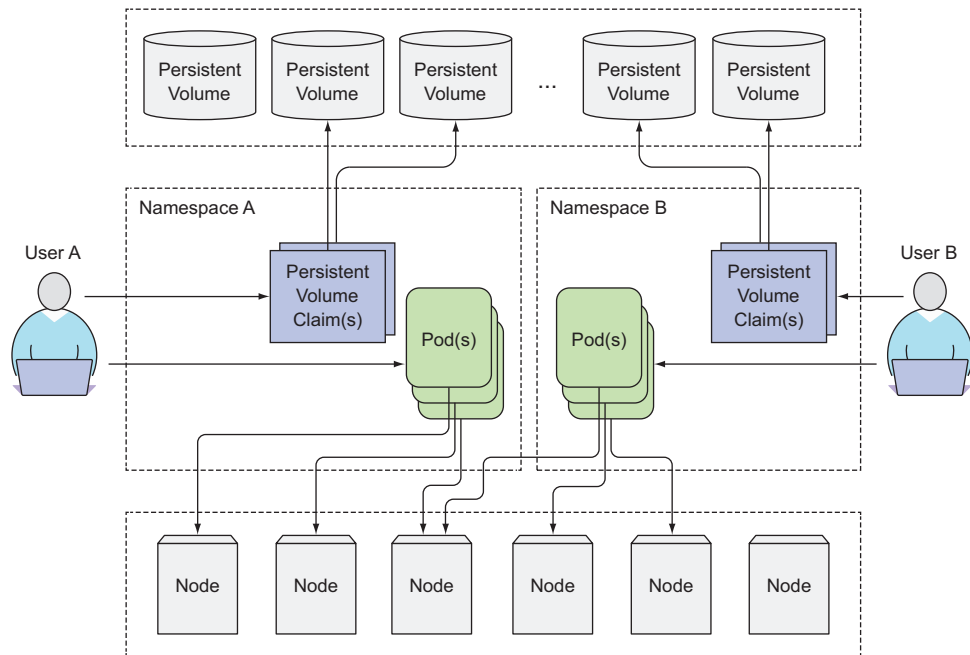 Persistent
Volume
Persistent
Volume
Persistent
Volume
...
Persistent
Volume
Persistent
Volume
Namespace A
Namespace B
User A
User B
Persistent
Volume
Claim(s)
Pod(s)
Pod(s)
Persistent
Volume
Claim(s)
Node
Node
Node
Node
Node
Node